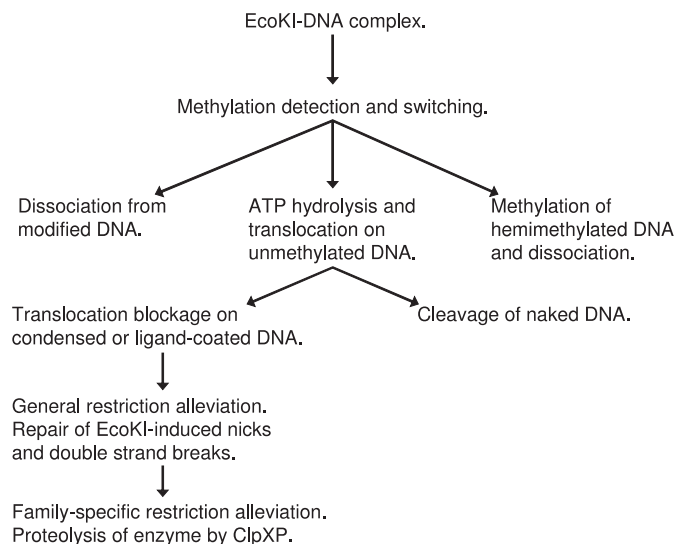 EcoKI-DNA complex.
Methylation detection and switching.
Dissociation from
modified DNA.
ATP hydrolysis and
translocation on
unmethylated DNA.
Methylation of
hemimethylated DNA
and dissociation.
Translocation blockage on
condensed or ligand-coated DNA.
Cleavage of naked DNA.
General restriction alleviation.
Repair of EcoKI-induced nicks
and double strand breaks.
Family-specific restriction alleviation.
Proteolysis of enzyme by ClpXP.